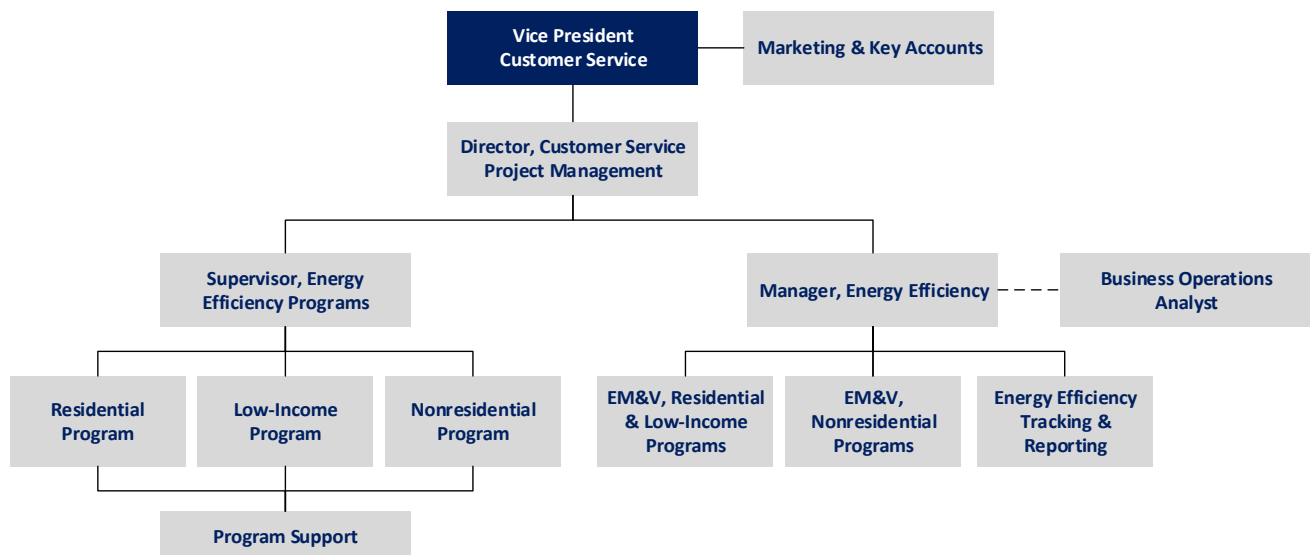 Vice President
Customer Service
Marketing & Key Accounts
Director, Customer Service
Project Management
Supervisor, Energy
Efficiency Programs
Manager, Energy Efficiency
Business Operations
Analyst
Residential
Program
Low-Income
Program
Nonresidential
Program
EM&V, Residential
& Low-Income
Programs
EM&V,
Nonresidential
Programs
Energy Efficiency
Tracking &
Reporting
Program Support